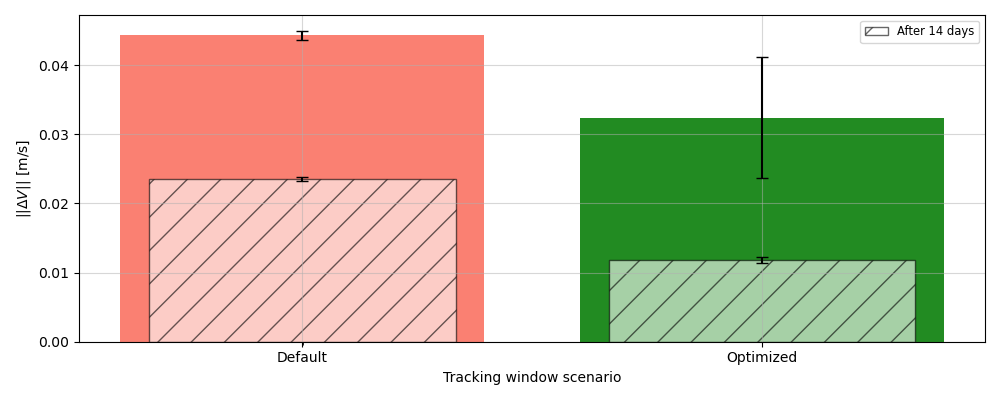 After 14 days
||ΔV|| [m/s]
0.04
0.03
0.02
0.01
0.00
Default
Optimized
Tracking window scenario